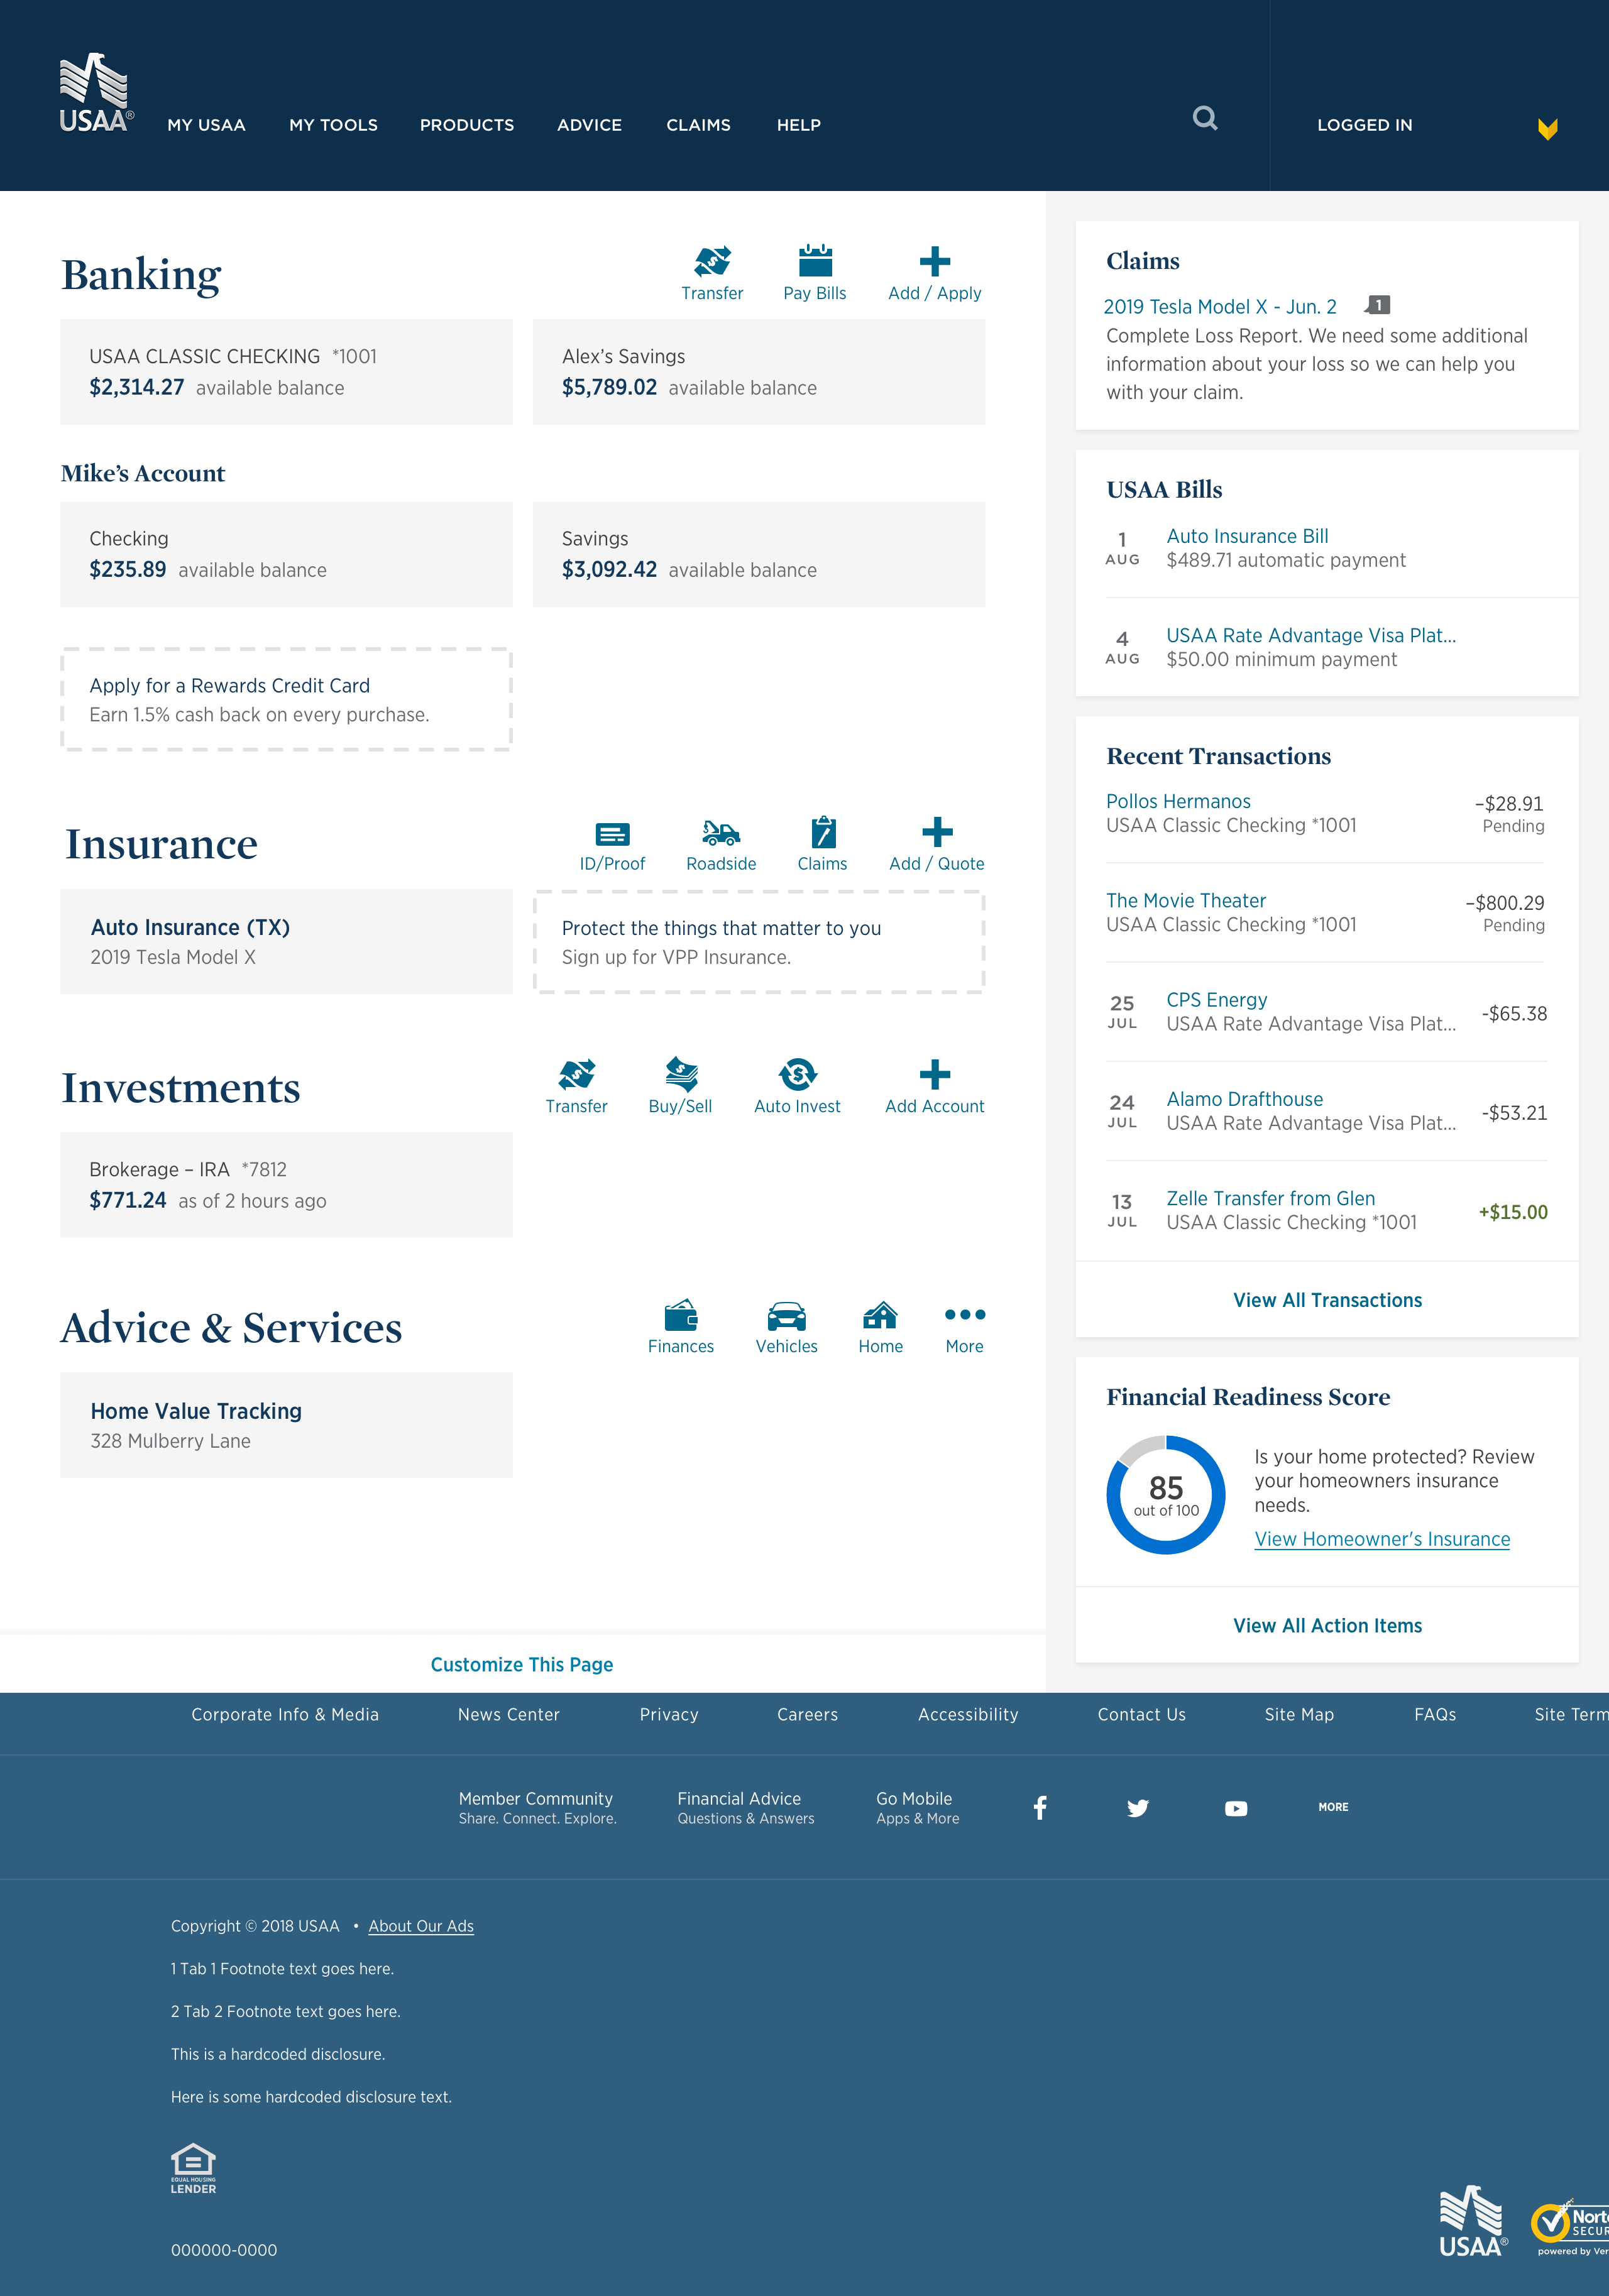 USAA®
MY USAA
MY TOOLS
PRODUCTS
ADVICE
CLAIMS
HELP
LOGGED IN
Banking
Transfer
Pay Bills
Add / Apply
USAA CLASSIC CHECKING *1001
$2,314.27 available balance
Alex’s Savings
$5,789.02 available balance
Mike’s Account
Checking
$235.89 available balance
Savings
$3,092.42 available balance
Apply for a Rewards Credit Card
Earn 1.5% cash back on every purchase.
Insurance
ID/Proof
Roadside
Claims
Add / Quote
Auto Insurance (TX)
2019 Tesla Model X
Protect the things that matter to you
Sign up for VPP Insurance.
Investments
Transfer
Buy/Sell
Auto Invest
Add Account
Brokerage – IRA *7812
$771.24 as of 2 hours ago
Advice & Services
Finances
Vehicles
Home
More
Home Value Tracking
328 Mulberry Lane
Customize This Page
Claims
2019 Tesla Model X - Jun. 2 1
Complete Loss Report. We need some additional
information about your loss so we can help you
with your claim.
USAA Bills
1 AUG
Auto Insurance Bill
$489.71 automatic payment
4 AUG
USAA Rate Advantage Visa Plat...
$50.00 minimum payment
Recent Transactions
Pollos Hermanos
USAA Classic Checking *1001
–$28.91
Pending
The Movie Theater
USAA Classic Checking *1001
–$800.29
Pending
25 JUL
CPS Energy
USAA Rate Advantage Visa Plat...
-$65.38
24 JUL
Alamo Drafthouse
USAA Rate Advantage Visa Plat...
-$53.21
13 JUL
Zelle Transfer from Glen
USAA Classic Checking *1001
+$15.00
View All Transactions
Financial Readiness Score
85
out of 100
Is your home protected? Review
your homeowners insurance
needs.
View Homeowner's Insurance
View All Action Items
Corporate Info & Media
News Center
Privacy
Careers
Accessibility
Contact Us
Site Map
FAQs
Site Term
Member Community
Share. Connect. Explore.
Financial Advice
Questions & Answers
Go Mobile
Apps & More
MORE
Copyright © 2018 USAA • About Our Ads
1 Tab 1 Footnote text goes here.
2 Tab 2 Footnote text goes here.
This is a hardcoded disclosure.
Here is some hardcoded disclosure text.
EQUAL HOUSING
LENDER
000000-0000
USAA®
Norto
SECUR
powered by Ver